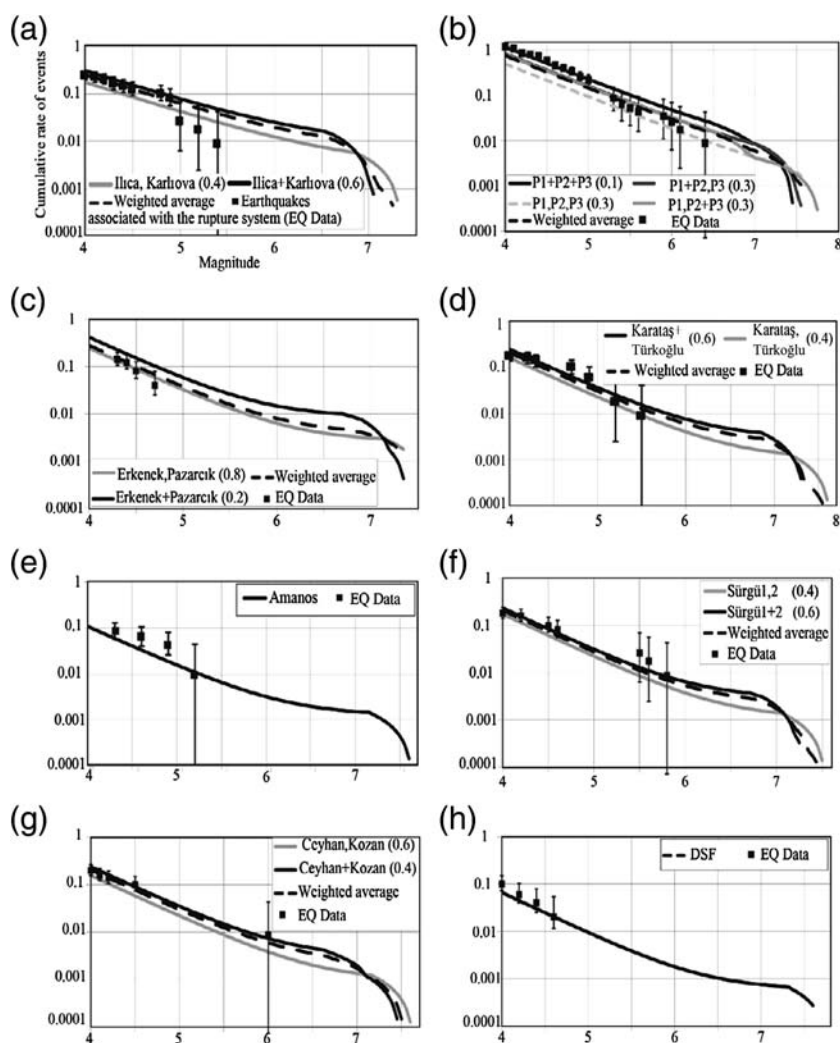 (a)
Cumulative rate of events
1
0.1
0.01
0.001
0.0001
Ilıca, Karlıova (0.4)
Ilıca+Karlıova (0.6)
Weighted average
Earthquakes
associated with the rupture system (EQ Data)
4
5
6
7
Magnitude
(b)
1
0.1
0.01
0.001
0.0001
P1+P2+P3 (0.1)
P1+P2,P3 (0.3)
P1,P2,P3 (0.3)
P1,P2+P3 (0.3)
Weighted average
EQ Data
4
5
6
7
8
(c)
1
0.1
0.01
0.001
0.0001
Erkenek,Pazarcık (0.8)
Weighted average
Erkenek+Pazarcık (0.2)
EQ Data
4
5
6
7
(d)
1
0.1
0.01
0.001
0.0001
Karataş+
Türkoğlu
(0.6)
Karataş,
Türkoğlu
(0.4)
Weighted average
EQ Data
4
5
6
7
8
(e)
1
0.1
0.01
0.001
0.0001
Amanos
EQ Data
4
5
6
7
(f)
1
0.1
0.01
0.001
0.0001
Sürgü1,2 (0.4)
Sürgü1+2 (0.6)
Weighted average
EQ Data
4
5
6
7
(g)
1
0.1
0.01
0.001
0.0001
Ceyhan,Kozan (0.6)
Ceyhan+Kozan (0.4)
Weighted average
EQ Data
4
5
6
7
(h)
1
0.1
0.01
0.001
0.0001
DSF
EQ Data
4
5
6
7